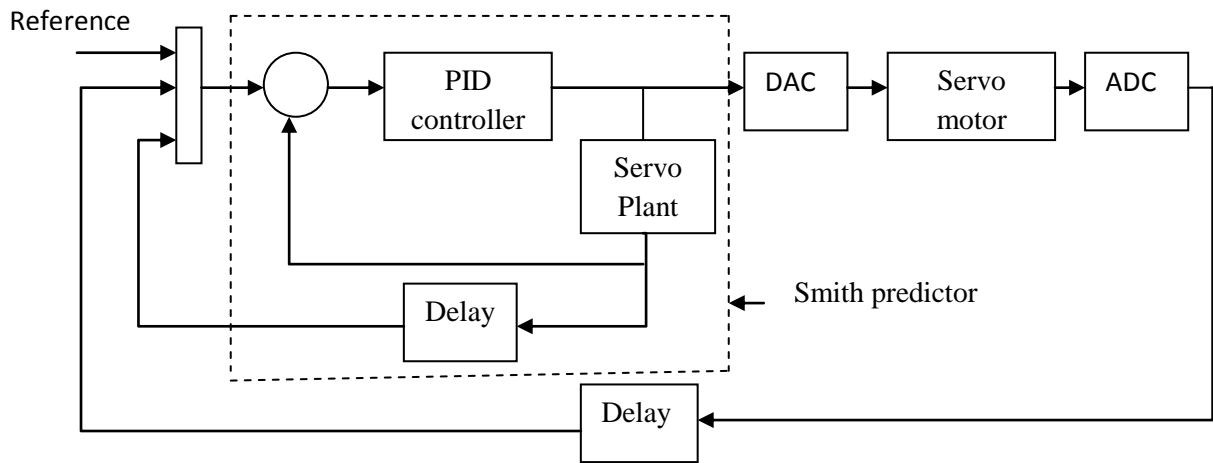 Reference
PID
controller
DAC
Servo
motor
ADC
Servo
Plant
Smith predictor
Delay
Delay